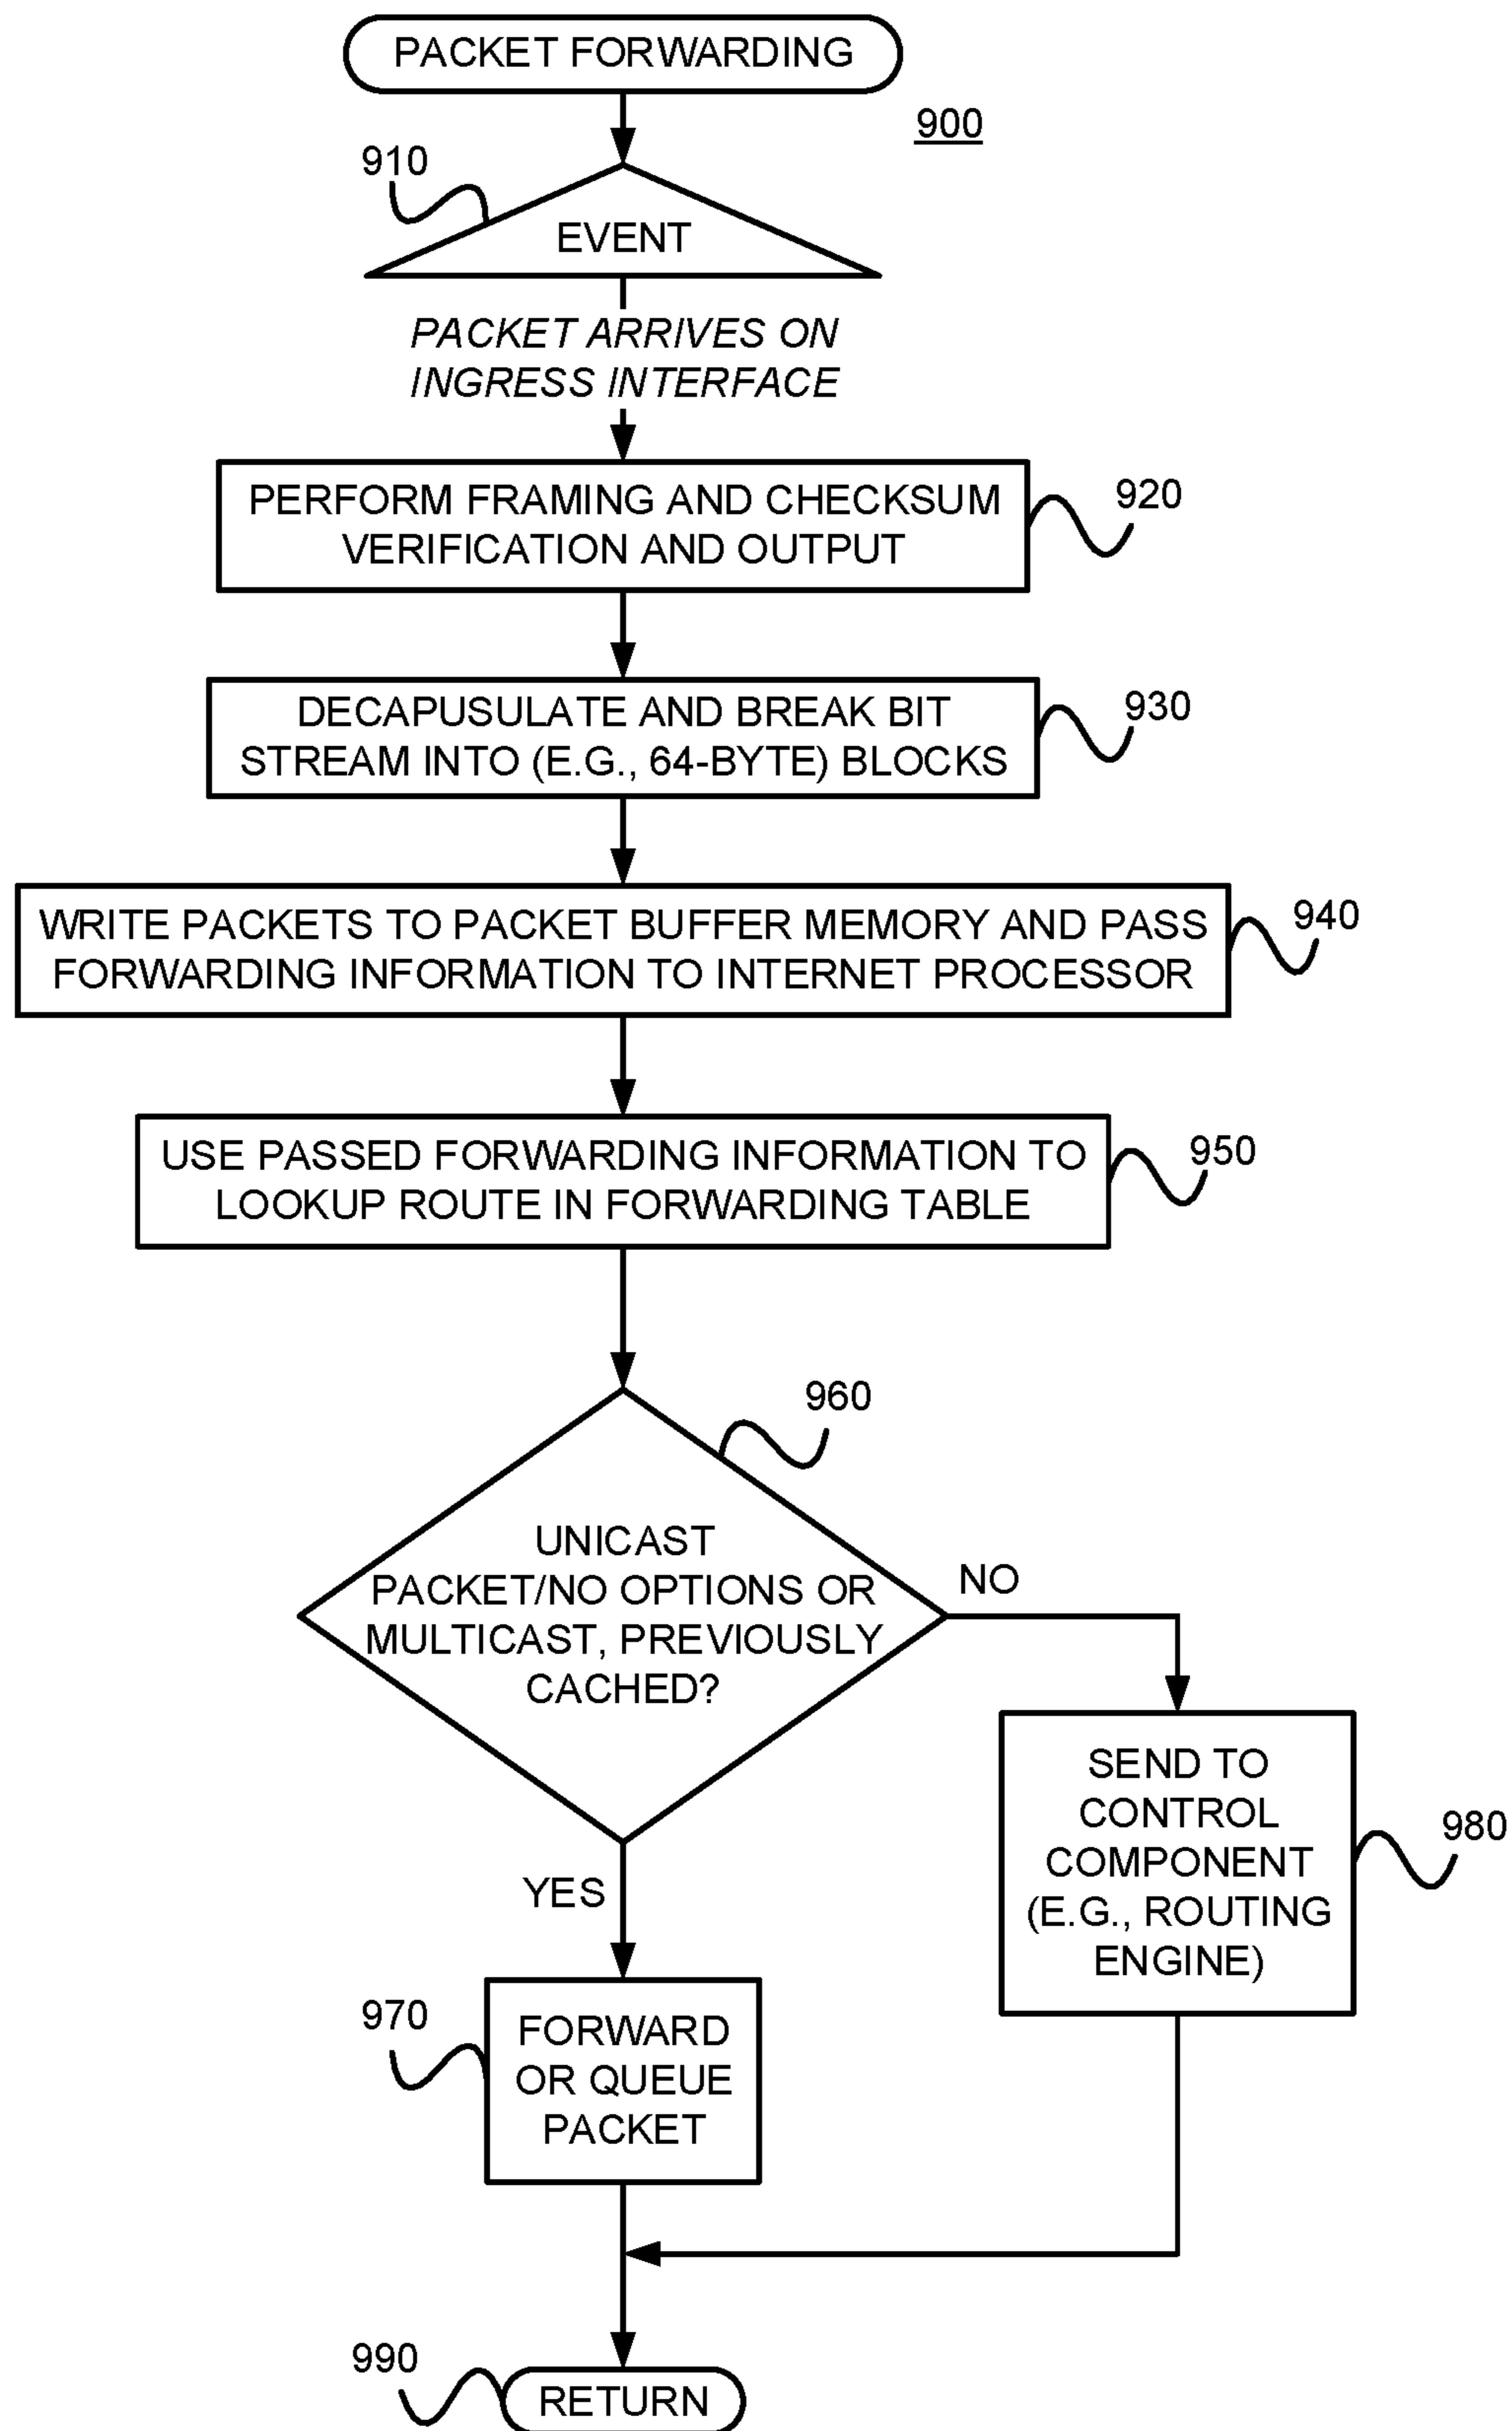 PACKET FORWARDING
900
910
EVENT
PACKET ARRIVES ON
INGRESS INTERFACE
PERFORM FRAMING AND CHECKSUM
VERIFICATION AND OUTPUT
920
DECAPUSULATE AND BREAK BIT
STREAM INTO (E.G., 64-BYTE) BLOCKS
930
WRITE PACKETS TO PACKET BUFFER MEMORY AND PASS
FORWARDING INFORMATION TO INTERNET PROCESSOR
940
USE PASSED FORWARDING INFORMATION TO
LOOKUP ROUTE IN FORWARDING TABLE
950
960
UNICAST
PACKET/NO OPTIONS OR
MULTICAST, PREVIOUSLY
CACHED?
NO
YES
SEND TO
CONTROL
COMPONENT
(E.G., ROUTING
ENGINE)
980
970
FORWARD
OR QUEUE
PACKET
990
RETURN